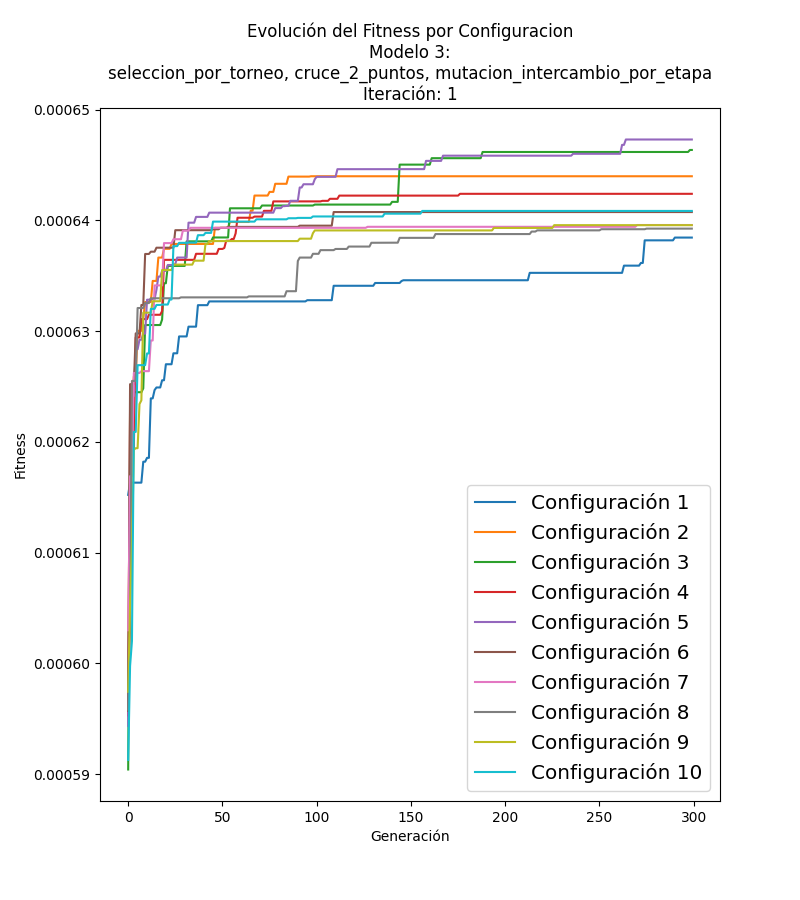 Evolución del Fitness por Configuracion
Modelo 3:
seleccion_por_torneo, cruce_2_puntos, mutacion_intercambio_por_etapa
Iteración: 1
0.00065
0.00064
0.00063
0.00062
0.00061
0.00060
0.00059
Fitness
Configuración 1
Configuración 2
Configuración 3
Configuración 4
Configuración 5
Configuración 6
Configuración 7
Configuración 8
Configuración 9
Configuración 10
0 50 100 150 200 250 300
Generación